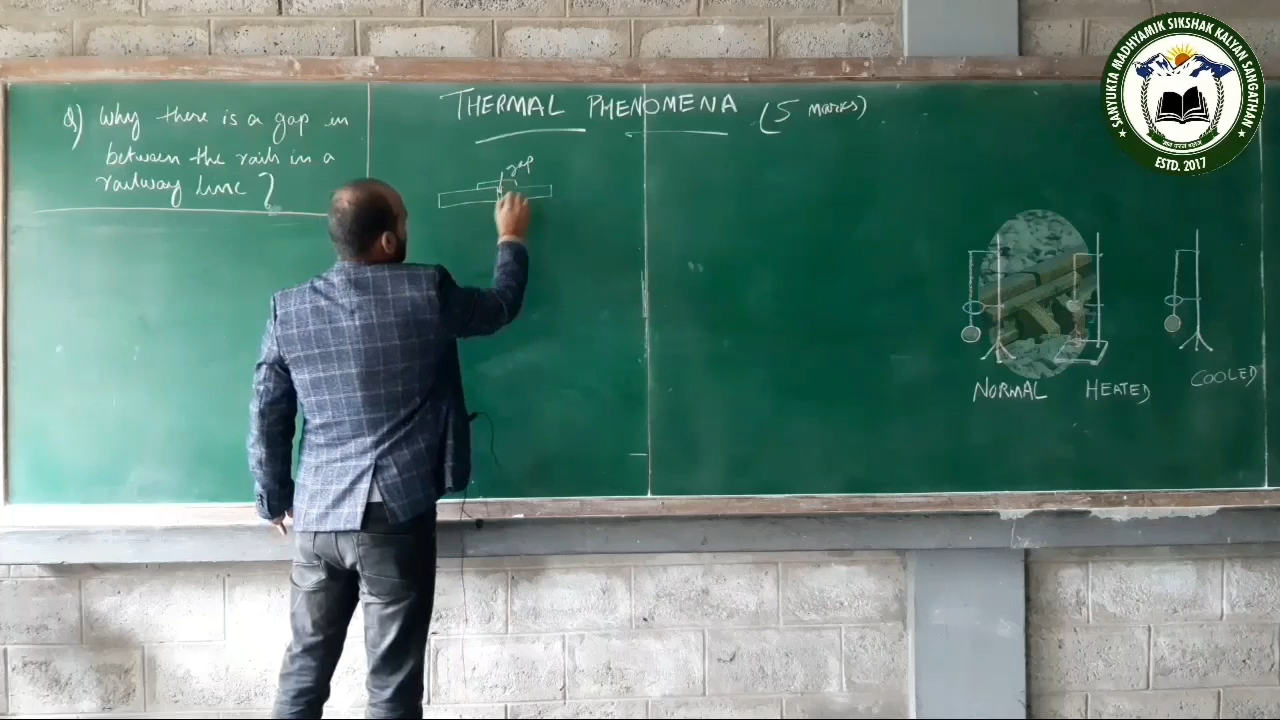 Q) Why there is a gap in
between the rails in a
railway line ?
THERMAL PHENOMENA (5 marks)
gap
NORMAL
HEATED
COOLED
SANYUKTA MADHYAMIK SIKSHAK KALYAN SANGATHAN
ESTD. 2017